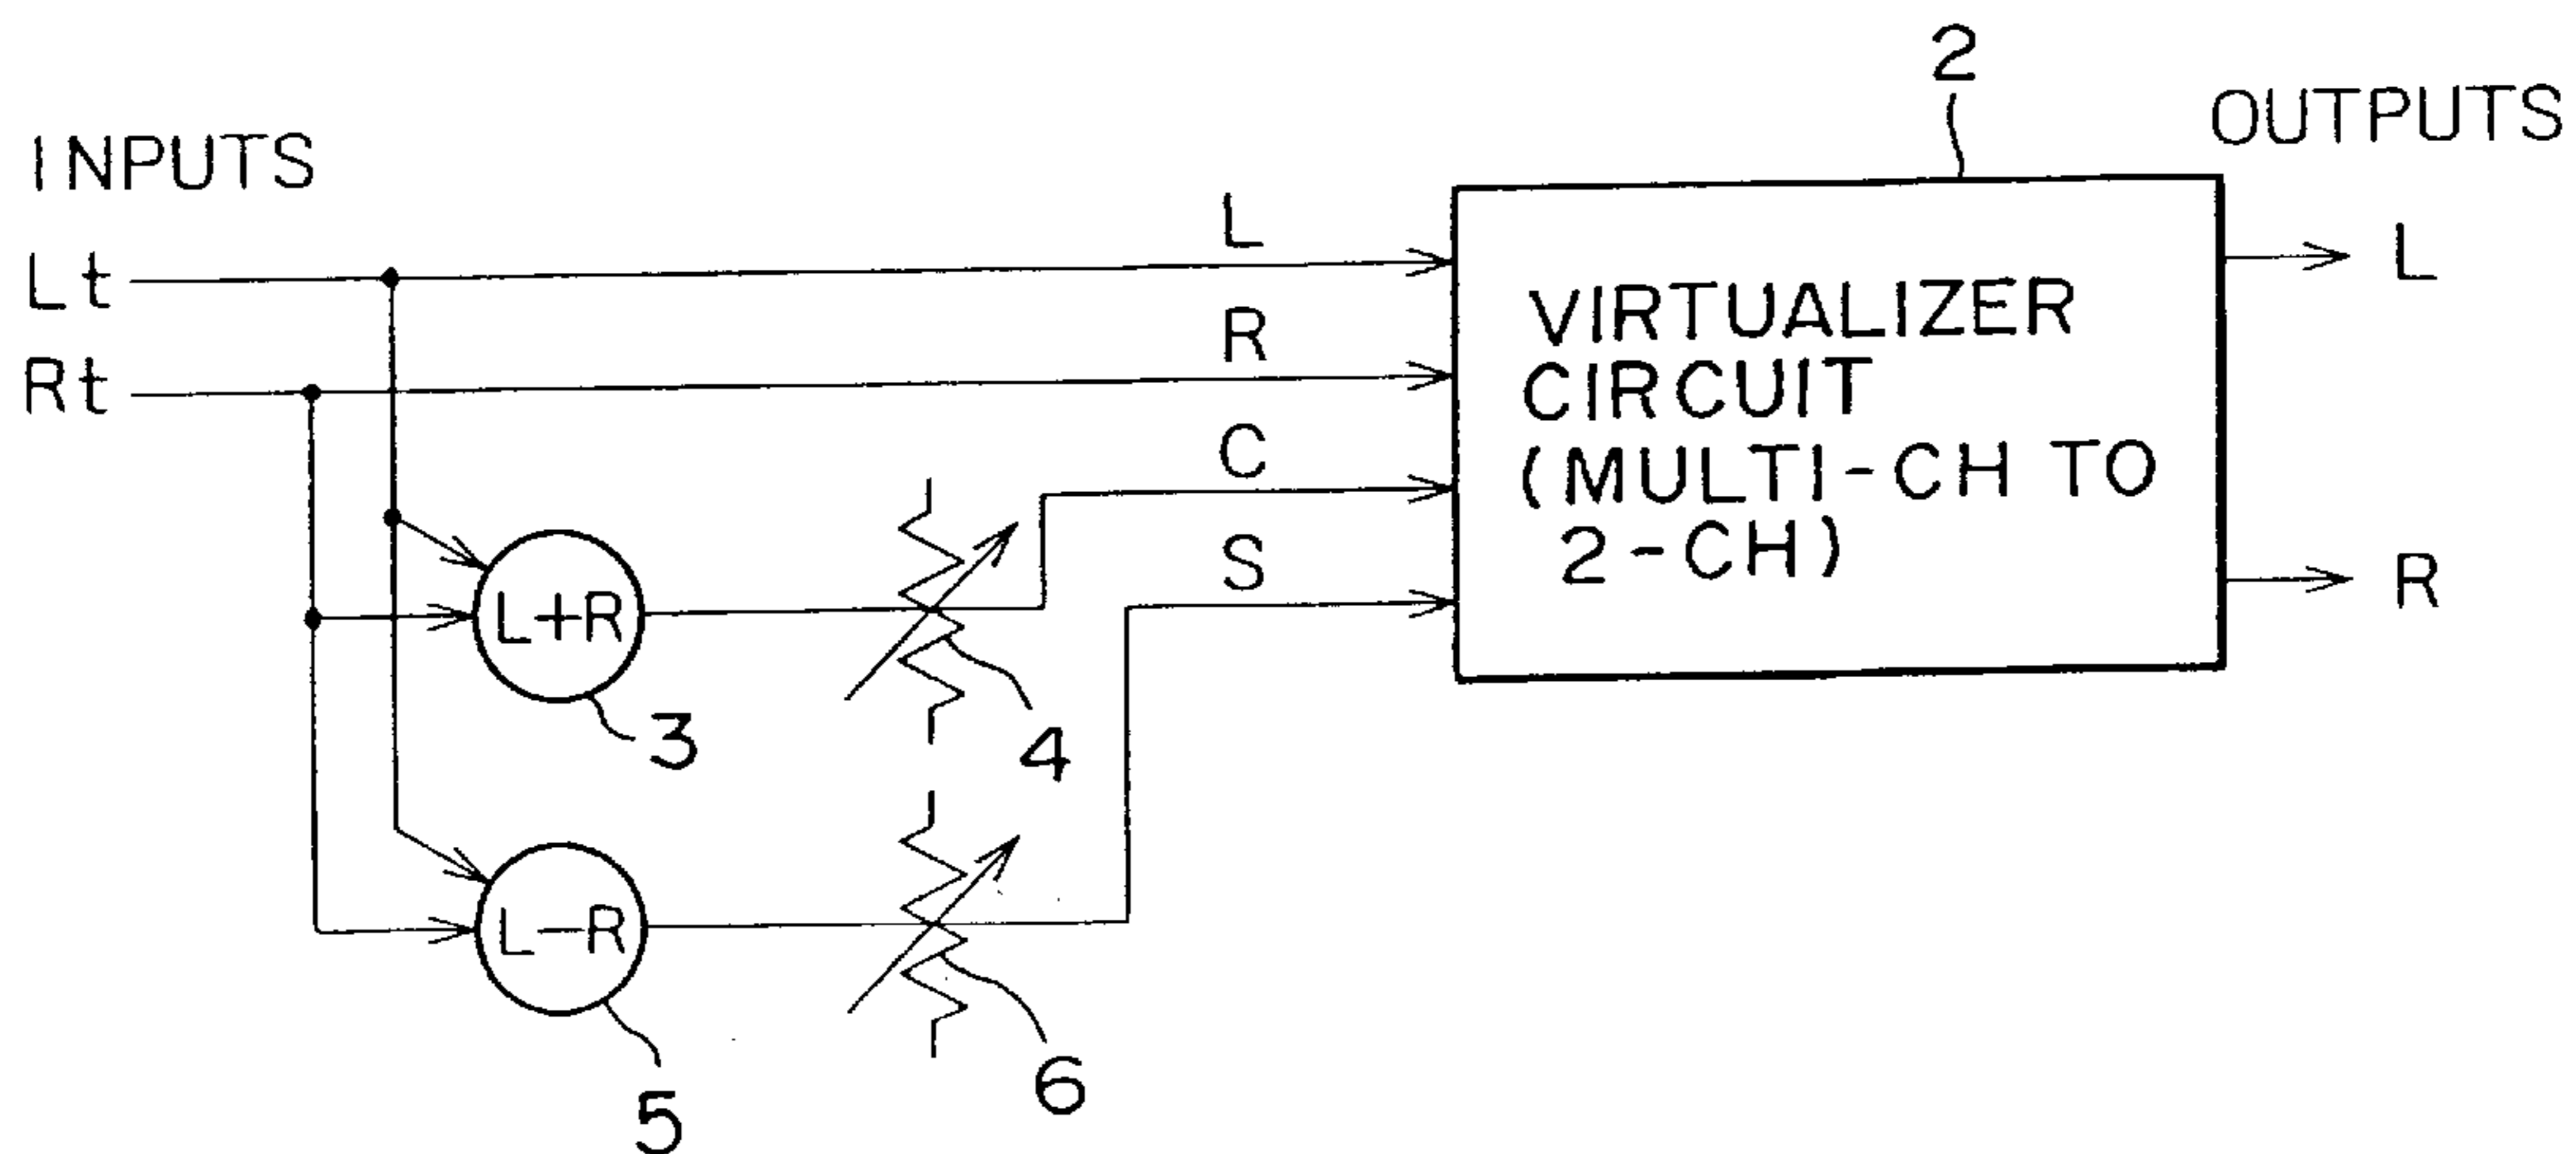 2
INPUTS
OUTPUTS
Lt
L
L
Rt
R
VIRTUALIZER
CIRCUIT
(MULTI-CH TO
2-CH)
C
S
R
L+R
3
4
L-R
5
6